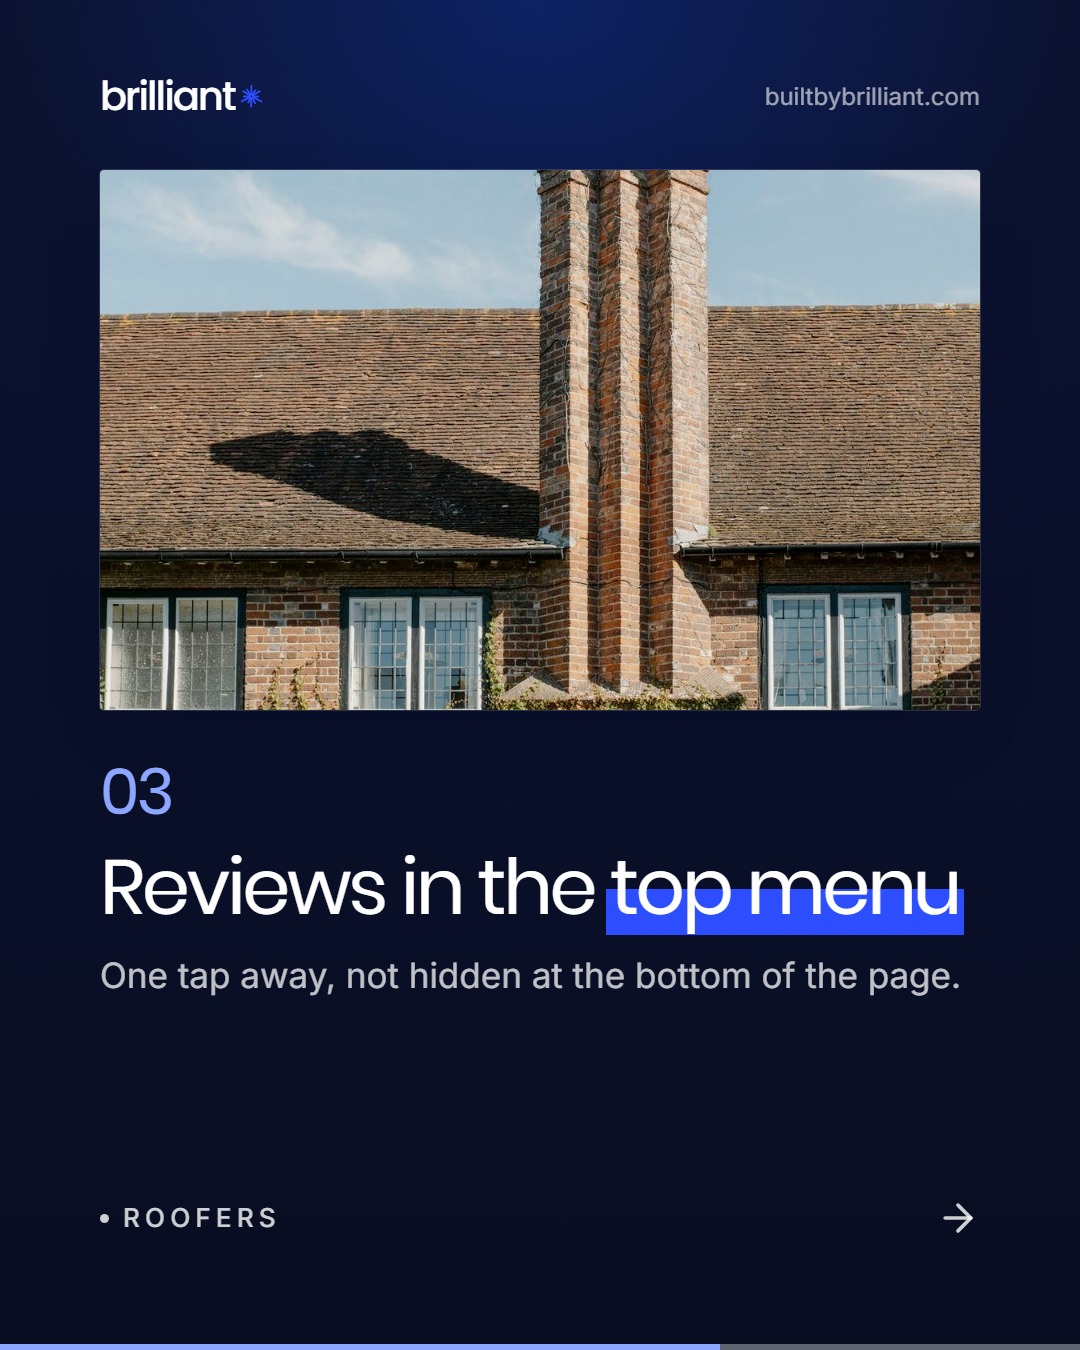 brilliant
builtbybrilliant.com
03
Reviews in the top menu
One tap away, not hidden at the bottom of the page.
• ROOFERS